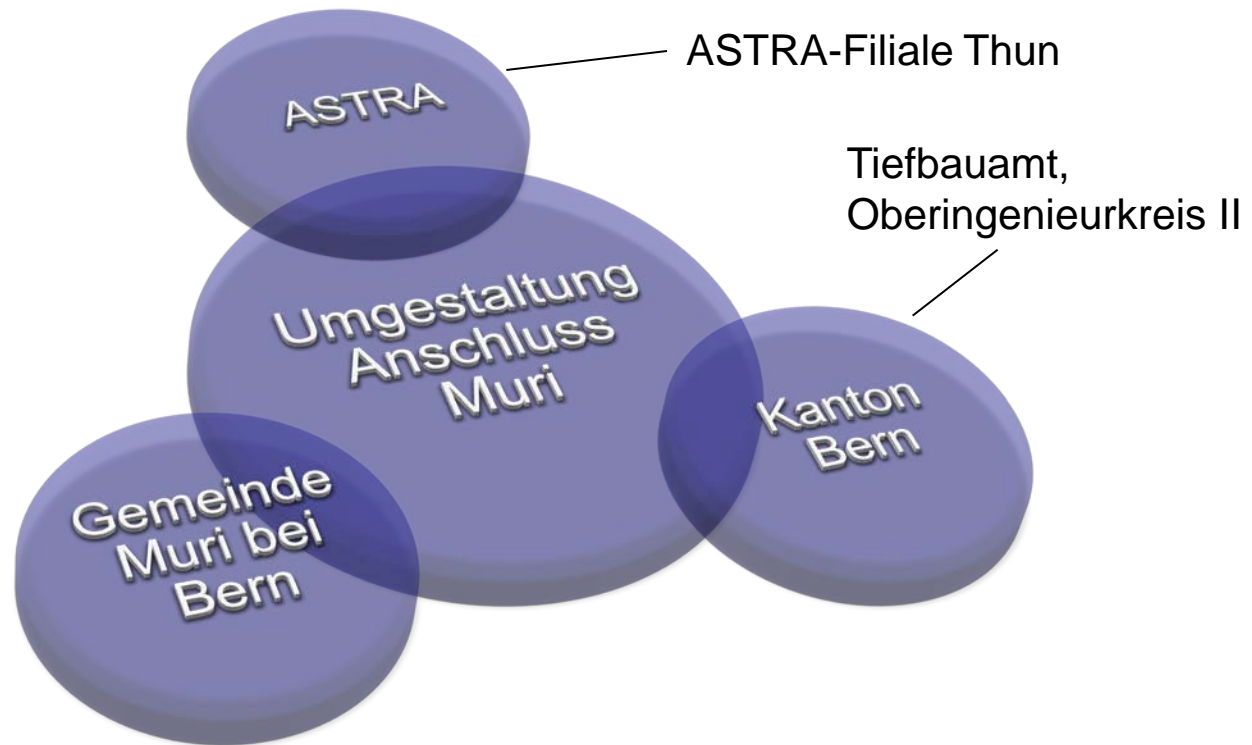 ASTRA
ASTRA-Filiale Thun
Tiefbauamt,
Oberingenieurkreis II
Umgestaltung
Anschluss
Muri
Kanton
Bern
Gemeinde
Muri bei
Bern